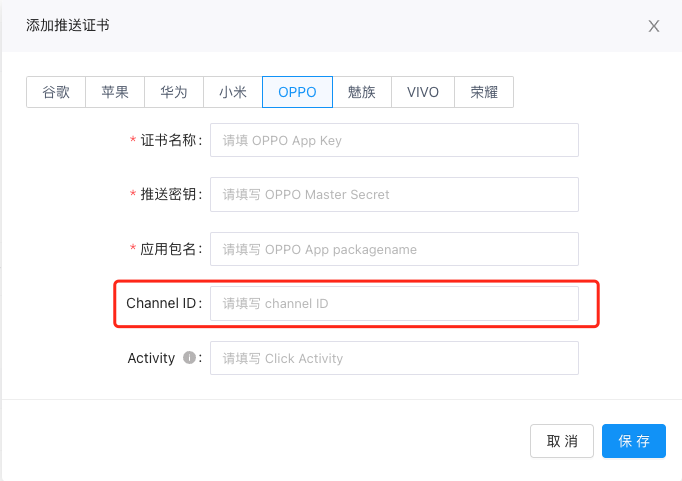 添加推送证书
谷歌 苹果 华为 小米 OPPO 魅族 VIVO 荣耀
* 证书名称: 请填 OPPO App Key
* 推送密钥: 请填写 OPPO Master Secret
* 应用包名: 请填写 OPPO App packagename
Channel ID: 请填写 channel ID
Activity i : 请填写 Click Activity
取 消 保 存